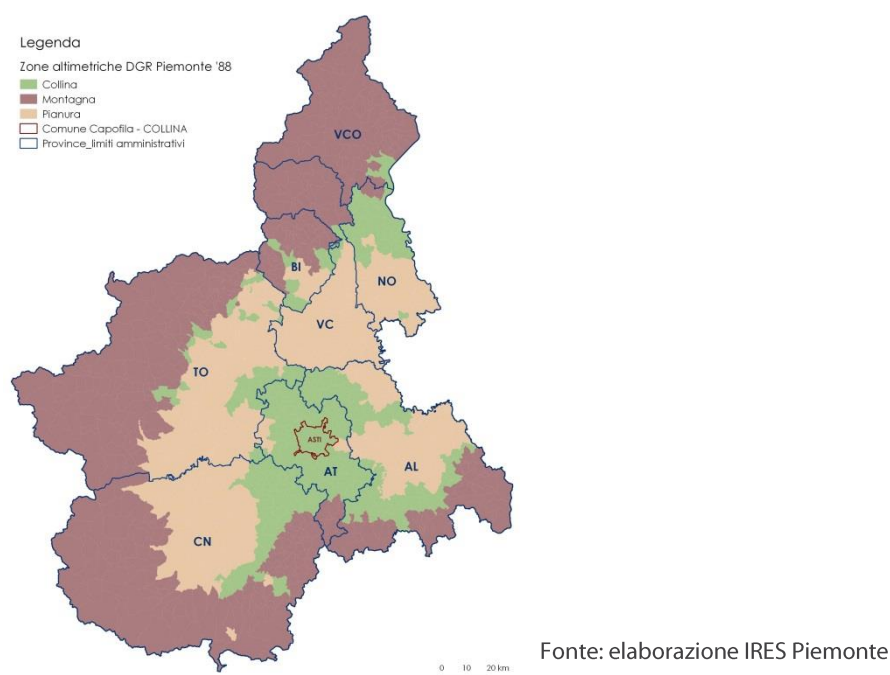 Legenda
Zone altimetriche DGR Piemonte '88
Collina
Montagna
Pianura
Comune Capofila - COLLINA
Province_limiti amministrativi
VCO
BI
NO
VC
TO
ASTI
AT
AL
CN
0 10 20 km
Fonte: elaborazione IRES Piemonte